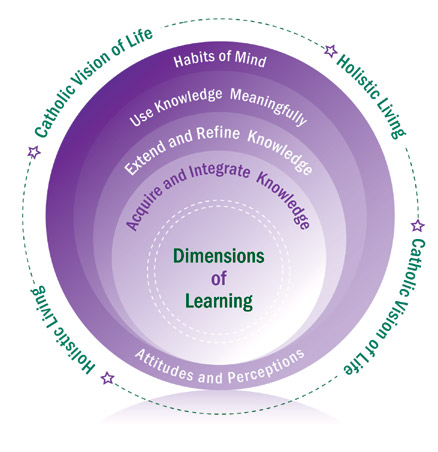 Catholic Vision of Life
Holistic Living
Habits of Mind
Use Knowledge Meaningfully
Extend and Refine Knowledge
Acquire and Integrate Knowledge
Dimensions
of
Learning
Attitudes and Perceptions
Holistic Living
Catholic Vision of Life